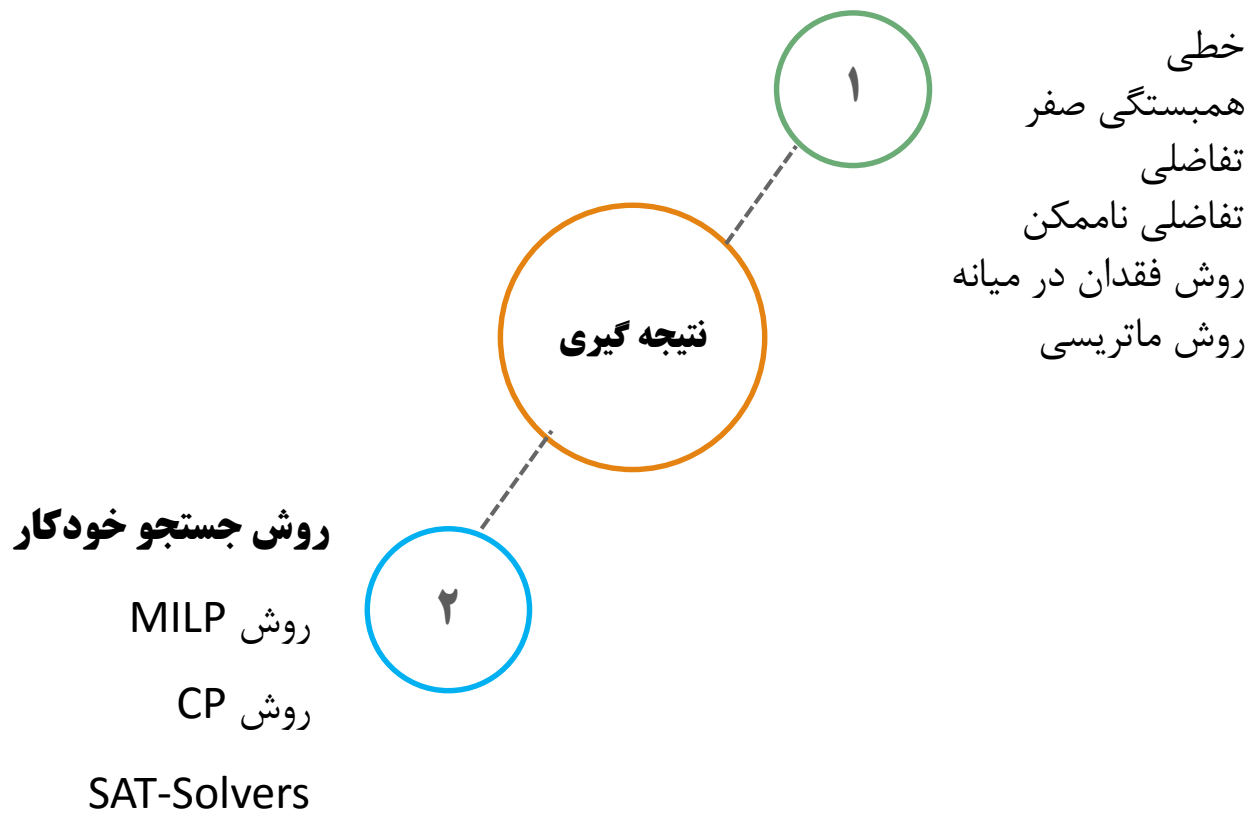 ۱
خطی
همبستگی صفر
تفاضلی
تفاضلی ناممکن
روش فقدان در میانه
روش ماتریسی
نتیجه گیری
۲
روش جستجو خودکار
روش MILP
روش CP
SAT-Solvers